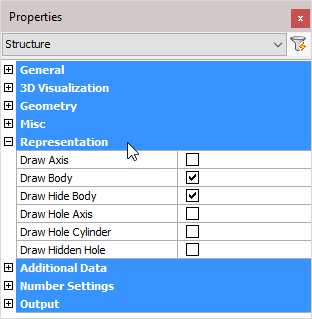 Properties
Structure
General
3D Visualization
Geometry
Misc
Representation
Draw Axis
Draw Body
Draw Hide Body
Draw Hole Axis
Draw Hole Cylinder
Draw Hidden Hole
Additional Data
Number Settings
Output